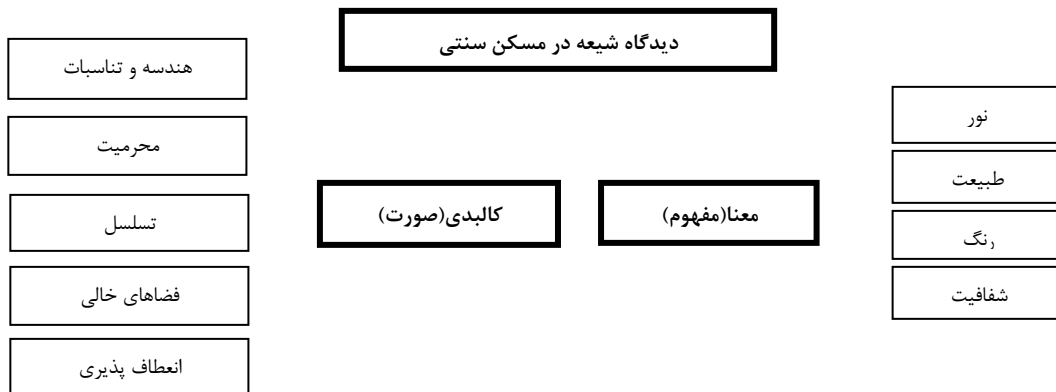 دیدگاه شیعه در مسکن سنتی
معنا(مفهوم)
کالبدی(صورت)
نور
طبیعت
رنگ
شفافیت
هندسه و تناسبات
محرمیت
تسلسل
فضاهای خالی
انعطاف پذیری